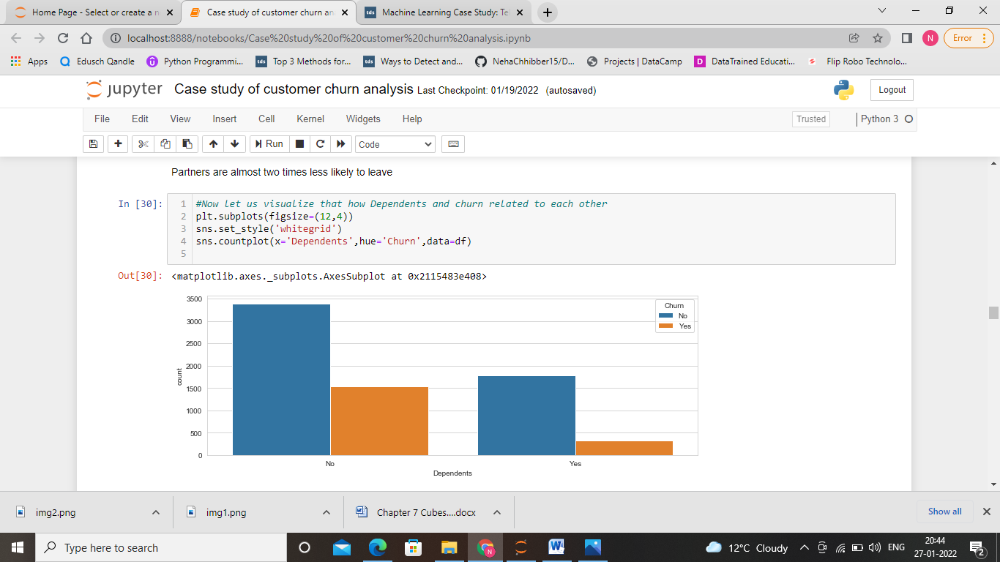 Home Page - Select or create a n
Case study of customer churn an
Machine Learning Case Study: Tel
localhost:8888/notebooks/Case%20study%20of%20customer%20churn%20analysis.ipynb
N
Error
Apps
Edusch Qandle
Python Programmi...
tds
Top 3 Methods for...
tds
Ways to Detect and...
NehaChhibber15/D...
Projects | DataCamp
D
DataTrained Educati...
Flip Robo Technolo...
jupyter
Case study of customer churn analysis Last Checkpoint: 01/19/2022 (autosaved)
Logout
File
Edit
View
Insert
Cell
Kernel
Widgets
Help
Trusted
Python 3
Run
Code
Partners are almost two times less likely to leave
In [30]:
1 #Now let us visualize that how Dependents and churn related to each other
2 plt.subplots(figsize=(12,4))
3 sns.set_style('whitegrid')
4 sns.countplot(x='Dependents',hue='Churn',data=df)
5
Out[30]: <matplotlib.axes._subplots.AxesSubplot at 0x2115483e408>
3500
3000
2500
2000
1500
1000
500
0
count
Churn
No
Yes
No
Yes
Dependents
img2.png
img1.png
Chapter 7 Cubes....docx
Show all
Type here to search
N
12°C Cloudy
ENG
20:44
27-01-2022
2